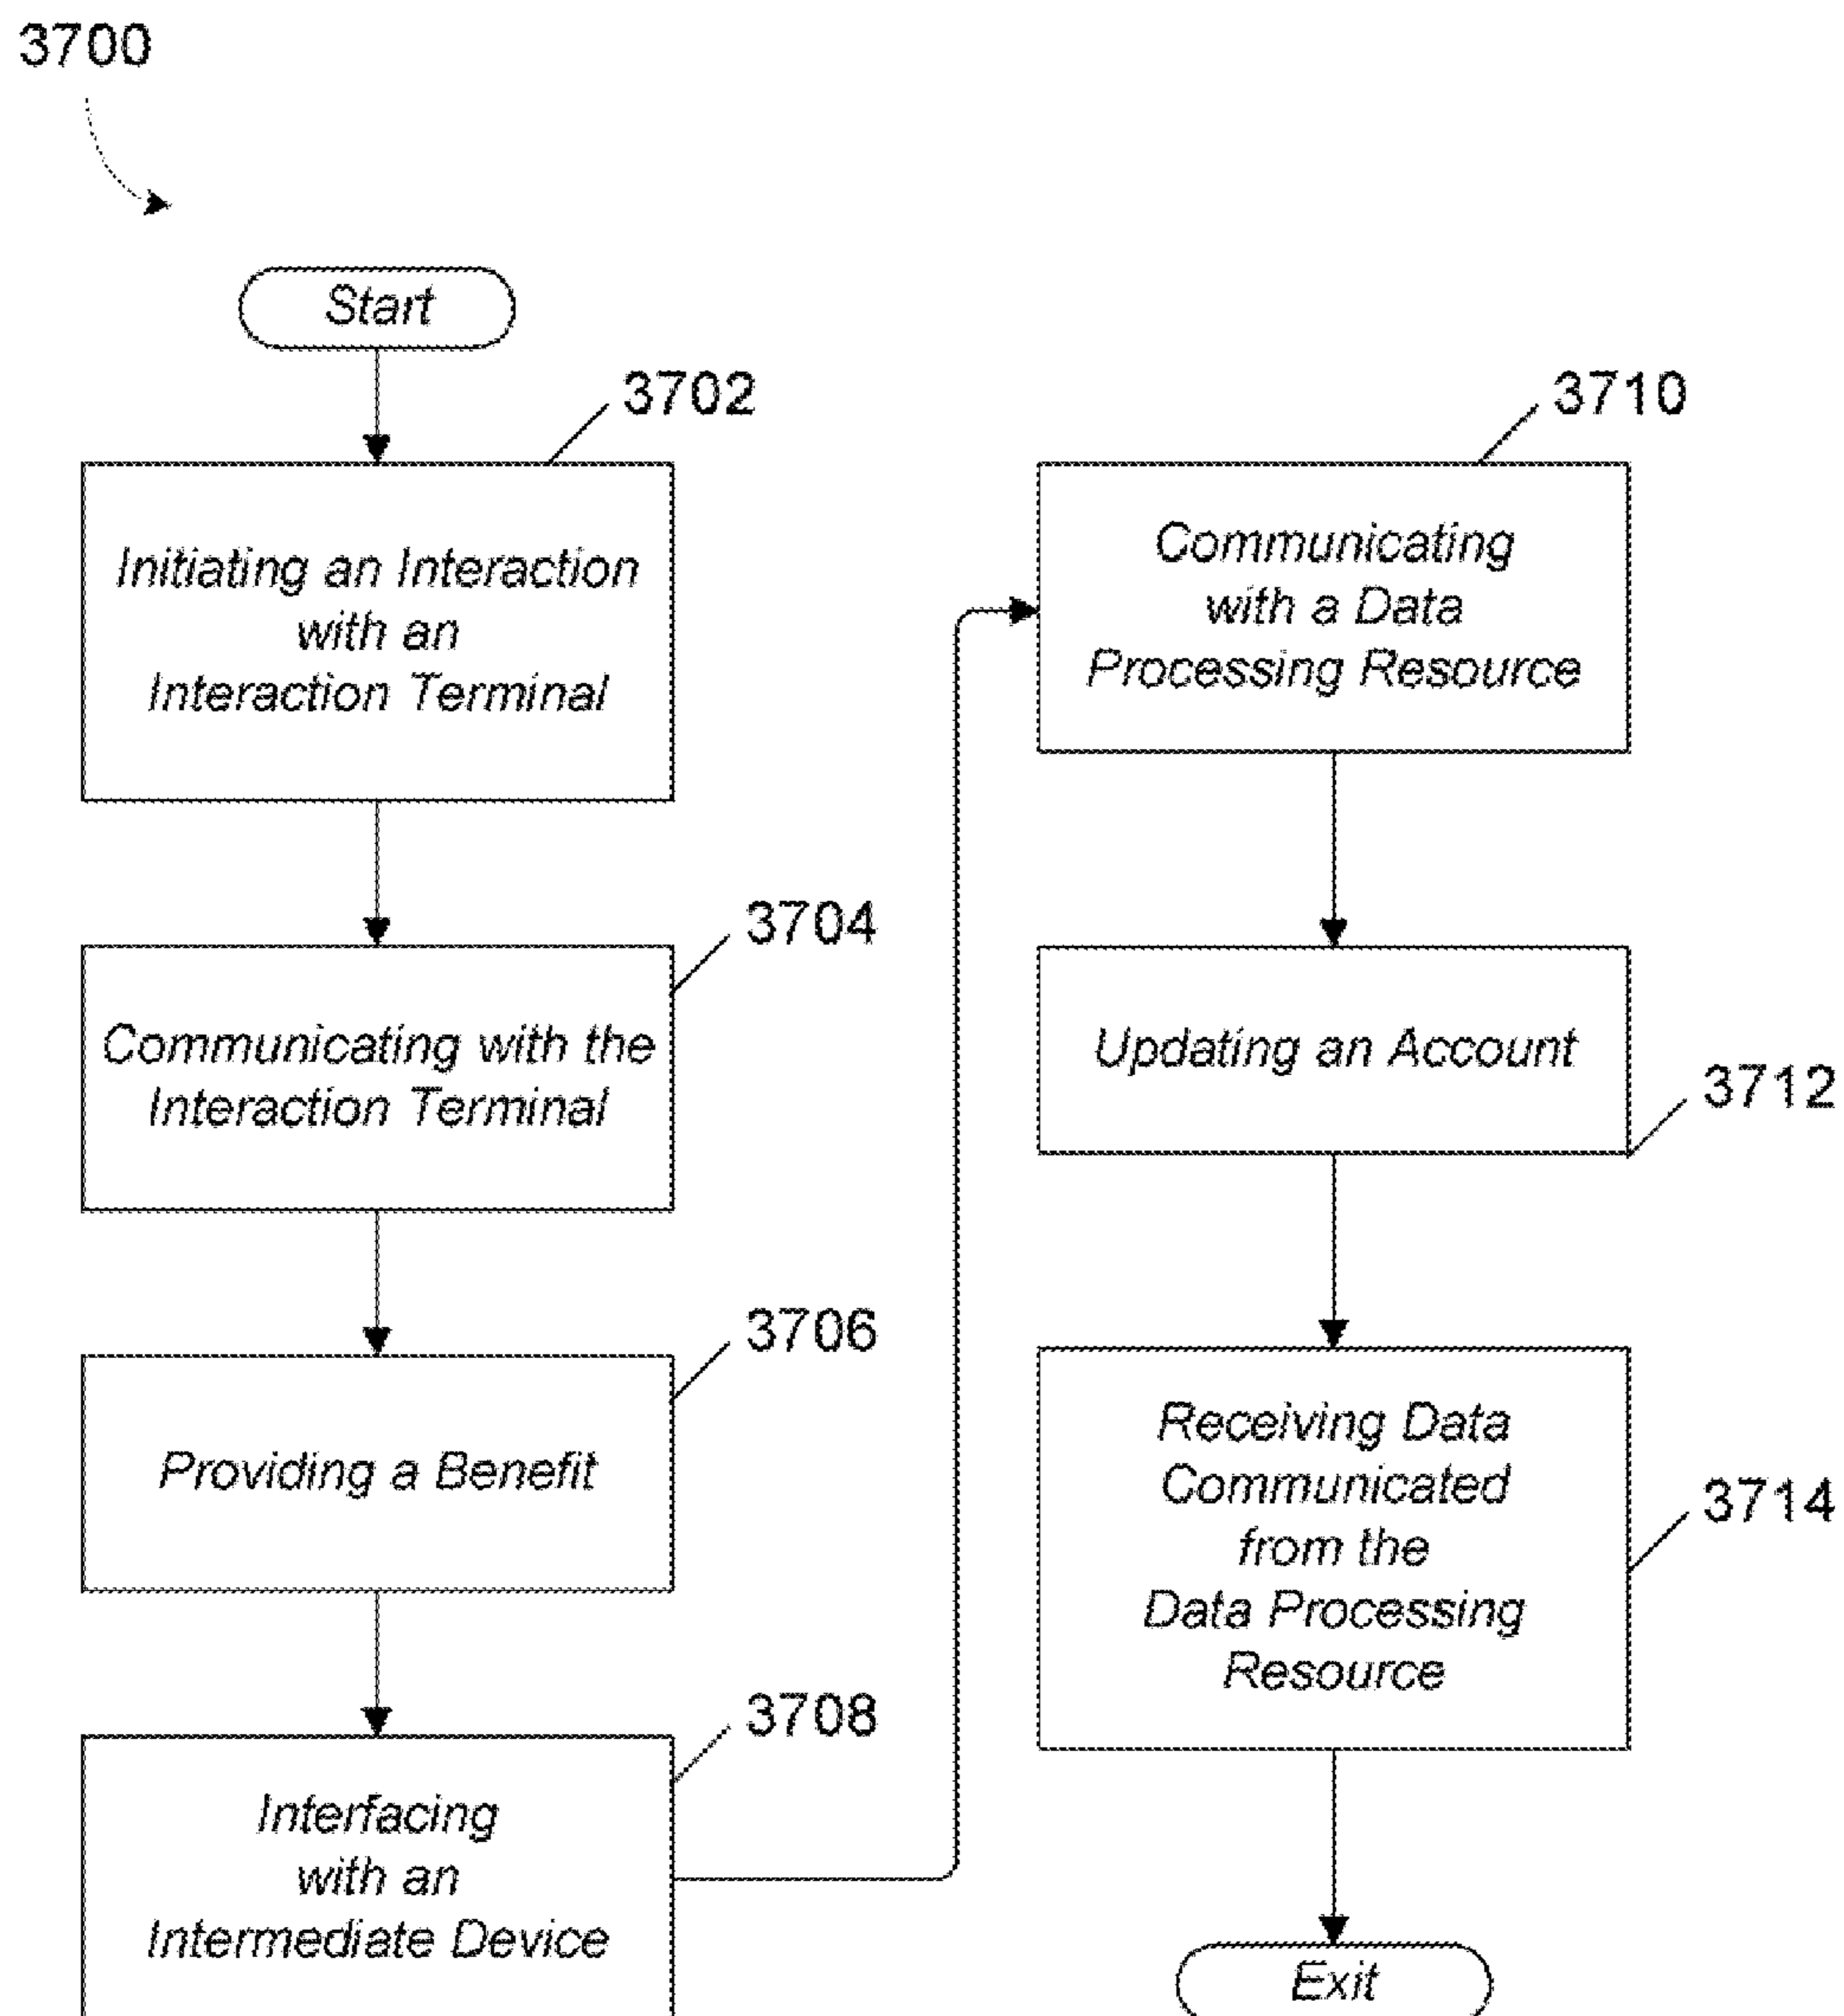 3700
Start
3702
Initiating an Interaction
with an
Interaction Terminal
3704
Communicating with the
Interaction Terminal
3706
Providing a Benefit
3708
Interfacing
with an
Intermediate Device
3710
Communicating
with a Data
Processing Resource
Updating an Account
3712
Receiving Data
Communicated
from the
Data Processing
Resource
3714
Exit